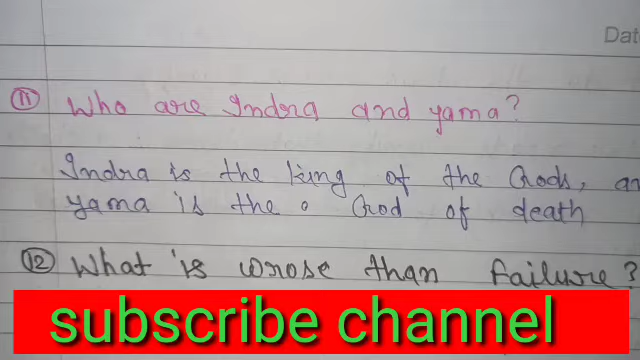 Dat
11 Who are Indra and yama?
Indra is the king of the Gods, an
yama is the God of death
12 What is wrose than failure?
subscribe channel